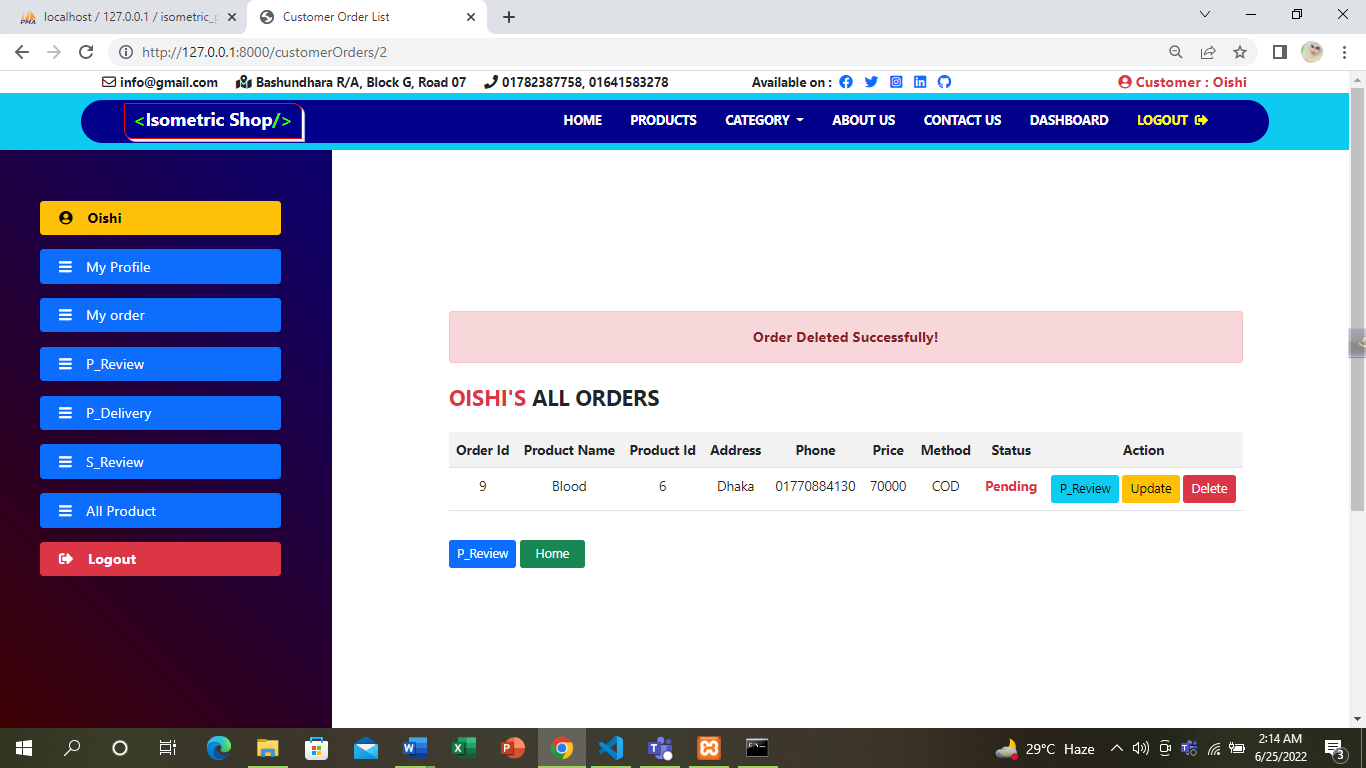 localhost / 127.0.0.1 / isometric_p
Customer Order List
http://127.0.0.1:8000/customerOrders/2
info@gmail.com Bashundhara R/A, Block G, Road 07 01782387758, 01641583278 Available on : Customer : Oishi
<Isometric Shop/> HOME PRODUCTS CATEGORY ABOUT US CONTACT US DASHBOARD LOGOUT
Oishi
My Profile
My order
P_Review
P_Delivery
S_Review
All Product
Logout
Order Deleted Successfully!
OISHI'S ALL ORDERS
Order Id Product Name Product Id Address Phone Price Method Status Action
9 Blood 6 Dhaka 01770884130 70000 COD Pending P_Review Update Delete
P_Review Home
29°C Haze
2:14 AM
6/25/2022
3